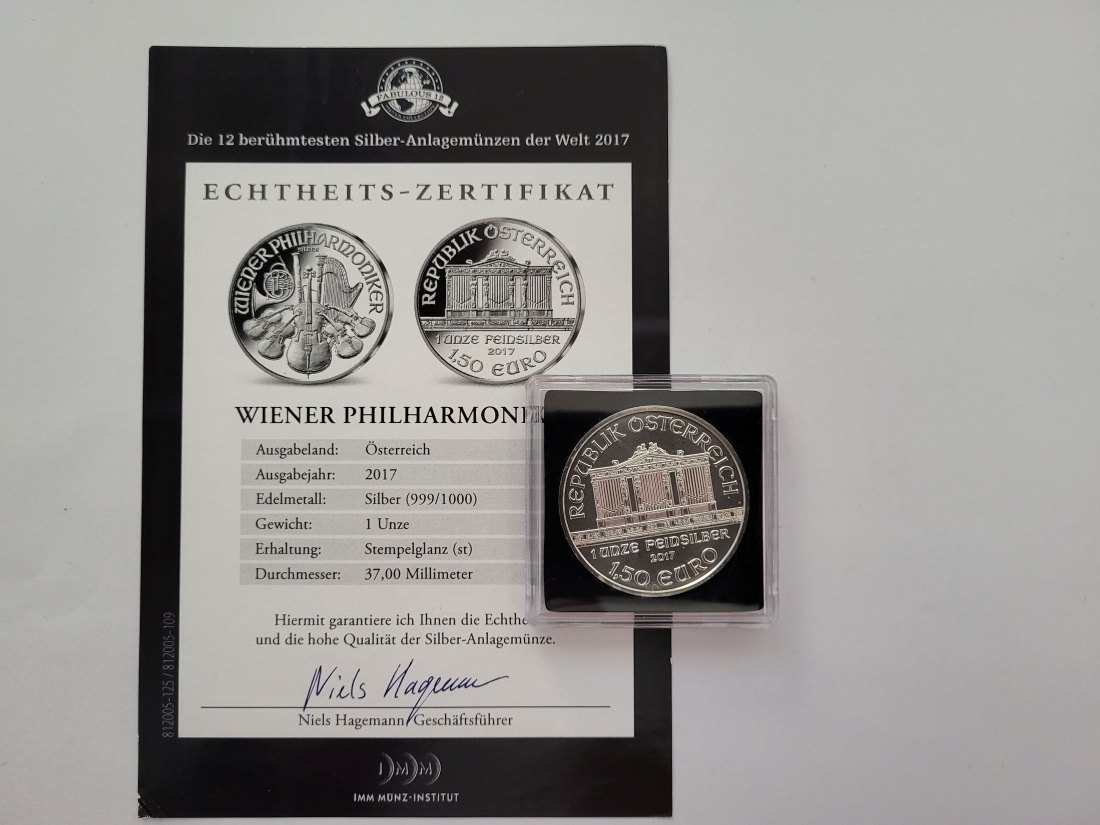 FABULOUS 12
Die 12 berühmtesten Silber-Anlagemünzen der Welt 2017
ECHTHEITS-ZERTIFIKAT
WIENER PHILHARMONIKER
SILBER
REPUBLIK ÖSTERREICH
1 UNZE FEINSILBER
2017
1,50 EURO
WIENER PHILHARMONIK
Ausgabeland: Österreich
Ausgabejahr: 2017
Edelmetall: Silber (999/1000)
Gewicht: 1 Unze
Erhaltung: Stempelglanz (st)
Durchmesser: 37,00 Millimeter
Hiermit garantiere ich Ihnen die Echthe
und die hohe Qualität der Silber-Anlagemünze.
Niels Hagemann
Niels Hagemann, Geschäftsführer
812005-125 / 812005-109
IMM
IMM MÜNZ-INSTITUT
REPUBLIK ÖSTERREICH
1 UNZE FEINSILBER
2017
1,50 EURO